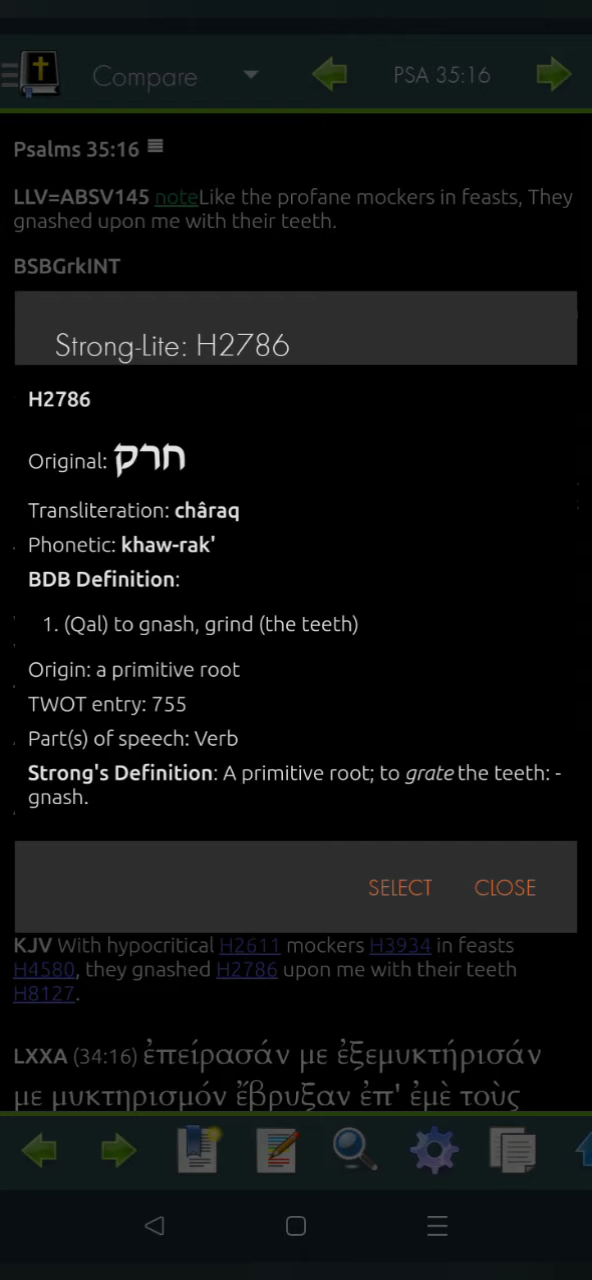 Compare
PSA 35:16
Psalms 35:16
LLV=ABSV145 noteLike the profane mockers in feasts, They
gnashed upon me with their teeth.
BSBGrkINT
Strong-Lite: H2786
H2786
Original: חרק
Transliteration: châraq
Phonetic: khaw-rak'
BDB Definition:
1. (Qal) to gnash, grind (the teeth)
Origin: a primitive root
TWOT entry: 755
Part(s) of speech: Verb
Strong's Definition: A primitive root; to grate the teeth: -
gnash.
SELECT CLOSE
KJV With hypocritical H2611 mockers H3934 in feasts
H4580, they gnashed H2786 upon me with their teeth
H8127.
LXXA (34:16) ἐπείρασάν με ἐξεμυκτήρισάν
με μυκτηρισμόν ἔβρυξαν ἐπ' ἐμὲ τοὺς